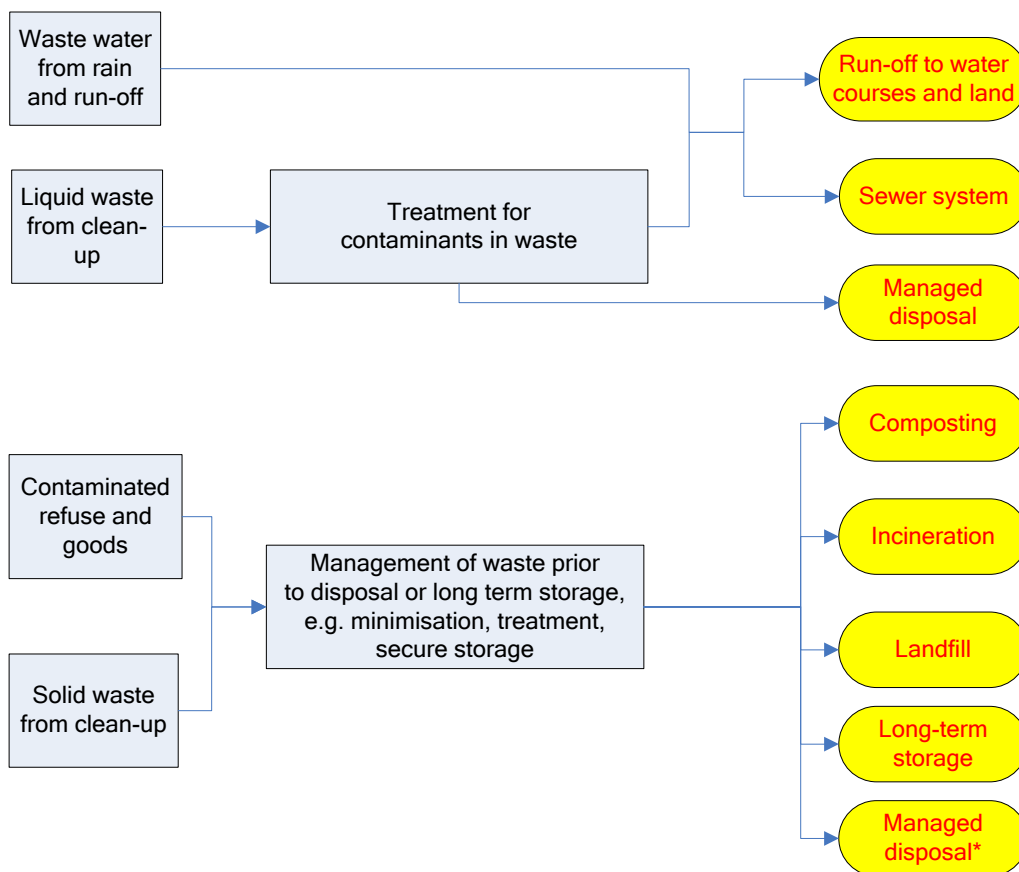 Waste water
from rain
and run-off
Run-off to water
courses and land
Liquid waste
from clean-
up
Treatment for
contaminants in waste
Sewer system
Managed
disposal
Composting
Contaminated
refuse and
goods
Incineration
Management of waste prior
to disposal or long term storage,
e.g. minimisation, treatment,
secure storage
Landfill
Solid waste
from clean-up
Long-term
storage
Managed
disposal*